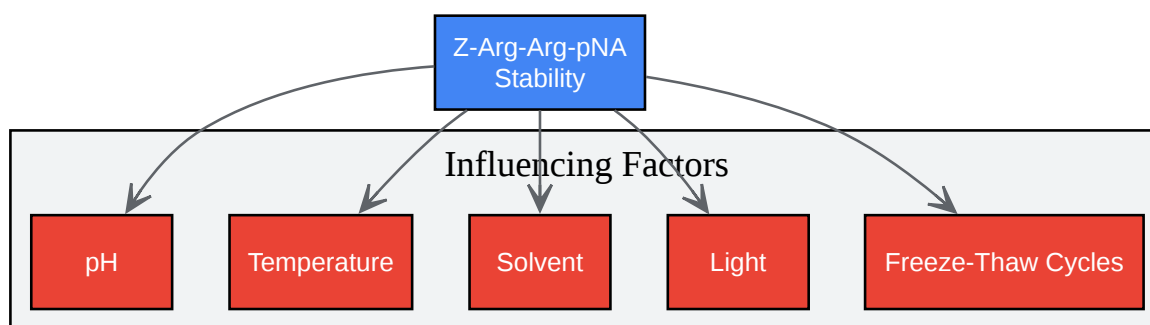 Z-Arg-Arg-pNA
Stability
Influencing Factors
pH
Temperature
Solvent
Light
Freeze-Thaw Cycles